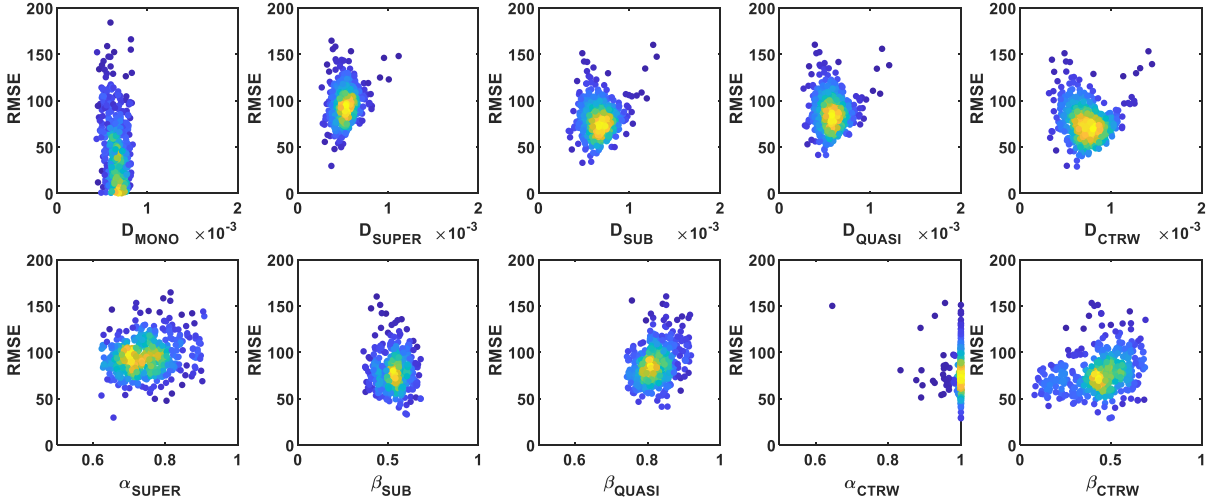 RMSE
200
150
100
50
0
0 1 2
D_MONO ×10^-3
RMSE
200
150
100
50
0
0 1 2
D_SUPER ×10^-3
RMSE
200
150
100
50
0
0 1 2
D_SUB ×10^-3
RMSE
200
150
100
50
0
0 1 2
D_QUASI ×10^-3
RMSE
200
150
100
50
0
0 1 2
D_CTRW ×10^-3
RMSE
200
150
100
50
0
0.6 0.8 1
α_SUPER
RMSE
200
150
100
50
0
0 0.5 1
β_SUB
RMSE
200
150
100
50
0
0.6 0.8 1
β_QUASI
RMSE
200
150
100
50
0
0.6 0.8 1
α_CTRW
RMSE
200
150
100
50
0
0 0.5 1
β_CTRW